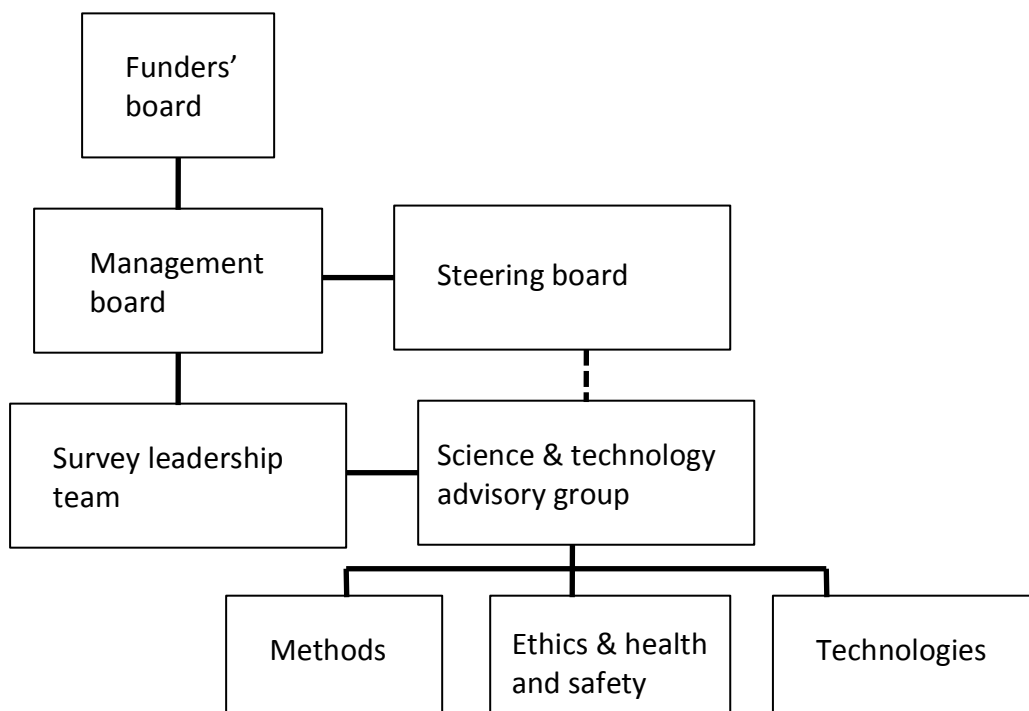 Funders’
board
Management
board
Steering board
Survey leadership
team
Science & technology
advisory group
Methods
Ethics & health
and safety
Technologies